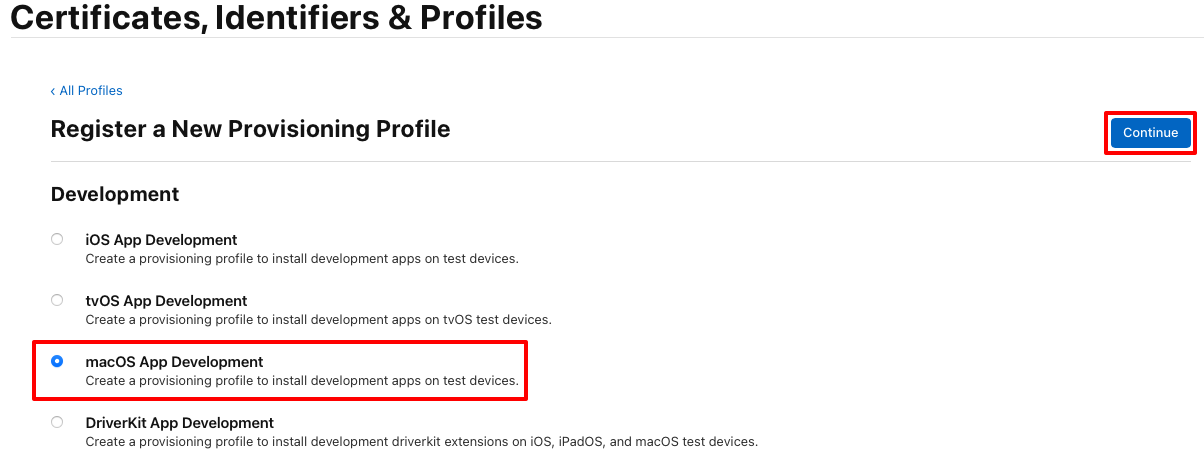 Certificates, Identifiers & Profiles
‹ All Profiles
Register a New Provisioning Profile
Continue
Development
iOS App Development
Create a provisioning profile to install development apps on test devices.
tvOS App Development
Create a provisioning profile to install development apps on tvOS test devices.
macOS App Development
Create a provisioning profile to install development apps on test devices.
DriverKit App Development
Create a provisioning profile to install development driverkit extensions on iOS, iPadOS, and macOS test devices.